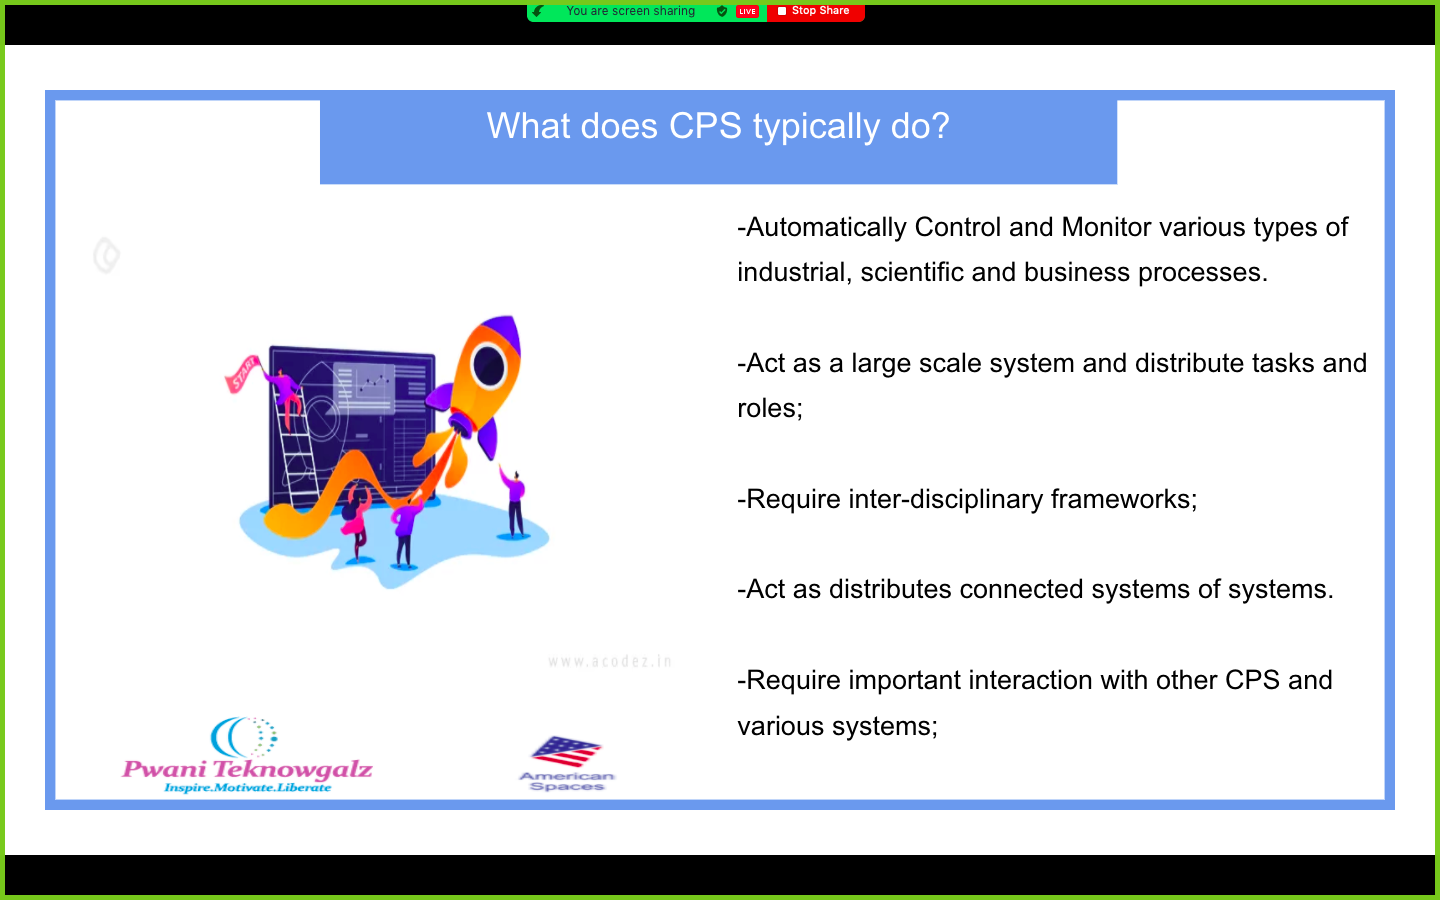 You are screen sharing LIVE Stop Share
What does CPS typically do?
-Automatically Control and Monitor various types of
industrial, scientific and business processes.
-Act as a large scale system and distribute tasks and
roles;
-Require inter-disciplinary frameworks;
-Act as distributes connected systems of systems.
-Require important interaction with other CPS and
various systems;
START
www.acodez.in
Pwani Teknowgalz
Inspire.Motivate.Liberate
American
Spaces